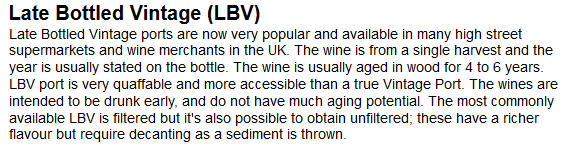 Late Bottled Vintage (LBV)
Late Bottled Vintage ports are now very popular and available in many high street
supermarkets and wine merchants in the UK. The wine is from a single harvest and the
year is usually stated on the bottle. The wine is usually aged in wood for 4 to 6 years.
LBV port is very quaffable and more accessible than a true Vintage Port. The wines are
intended to be drunk early, and do not have much aging potential. The most commonly
available LBV is filtered but it's also possible to obtain unfiltered; these have a richer
flavour but require decanting as a sediment is thrown.